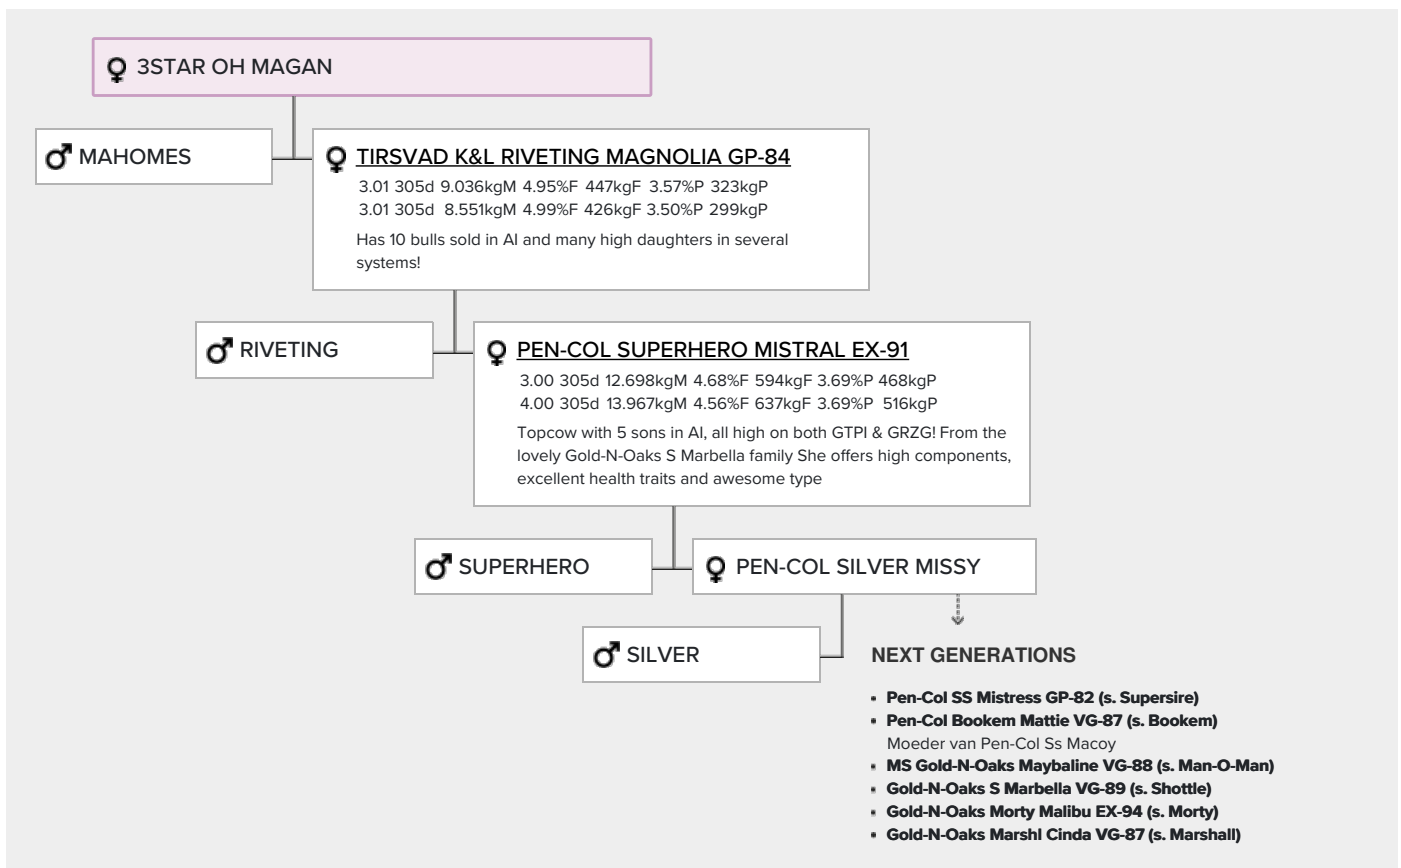 3STAR OH MAGAN
MAHOMES
TIRSVAD K&L RIVETING MAGNOLIA GP-84
3.01 305d 9.036kgM 4.95%F 447kgF 3.57%P 323kgP
3.01 305d 8.551kgM 4.99%F 426kgF 3.50%P 299kgP
Has 10 bulls sold in AI and many high daughters in several
systems!
RIVETING
PEN-COL SUPERHERO MISTRAL EX-91
3.00 305d 12.698kgM 4.68%F 594kgF 3.69%P 468kgP
4.00 305d 13.967kgM 4.56%F 637kgF 3.69%P 516kgP
Topcow with 5 sons in AI, all high on both GTPI & GRZG! From the
lovely Gold-N-Oaks S Marbella family She offers high components,
excellent health traits and awesome type
SUPERHERO
PEN-COL SILVER MISSY
SILVER
NEXT GENERATIONS
Pen-Col SS Mistress GP-82 (s. Supersire)
Pen-Col Bookem Mattie VG-87 (s. Bookem)
Moeder van Pen-Col Ss Macoy
MS Gold-N-Oaks Maybaline VG-88 (s. Man-O-Man)
Gold-N-Oaks S Marbella VG-89 (s. Shottle)
Gold-N-Oaks Morty Malibu EX-94 (s. Morty)
Gold-N-Oaks Marshl Cinda VG-87 (s. Marshall)